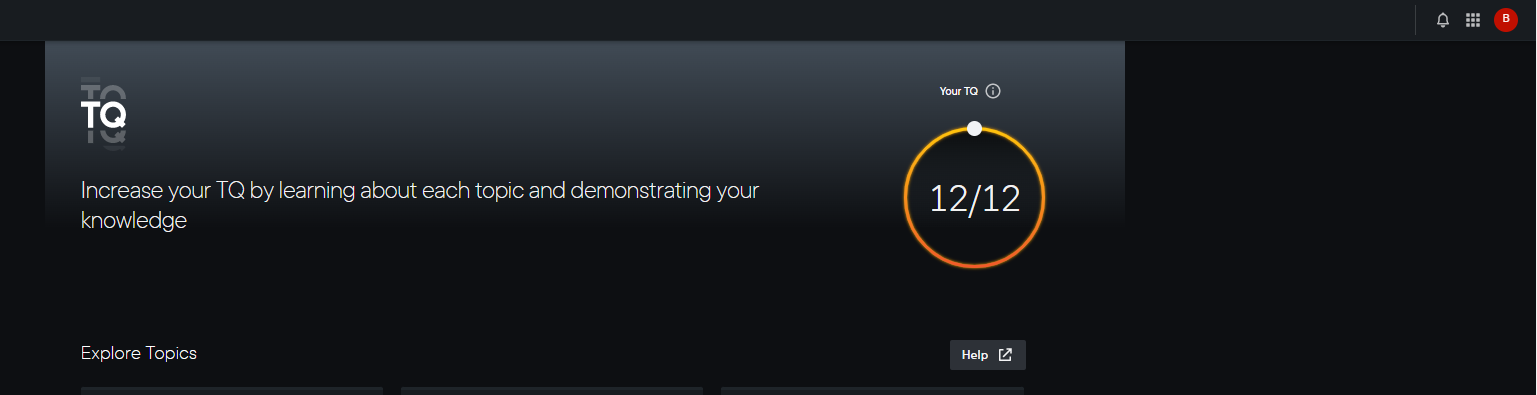 B
TQ
Your TQ
Increase your TQ by learning about each topic and demonstrating your
knowledge
12/12
Explore Topics
Help